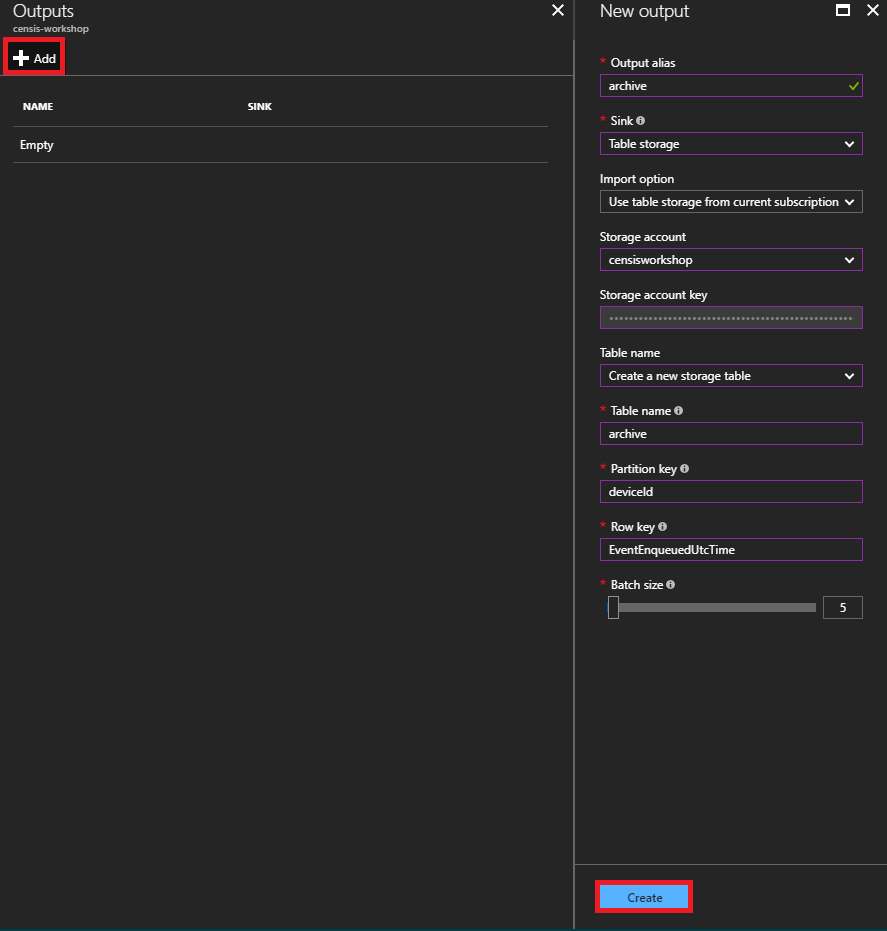 Outputs
censis-workshop
Add
NAME SINK
Empty
New output
* Output alias
archive
* Sink
Table storage
Import option
Use table storage from current subscription
Storage account
censisworkshop
Storage account key
••••••••••••••••••••••••••••••••••••••••••••••••
Table name
Create a new storage table
* Table name
archive
* Partition key
deviceId
* Row key
EventEnqueuedUtcTime
* Batch size
5
Create